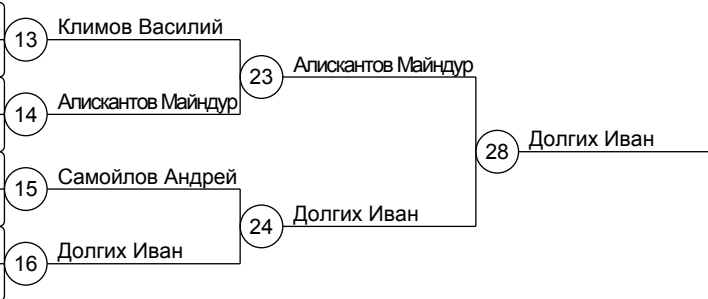 13 Климов Василий
23 Алискантов Майндур
14 Алискантов Майндур
28 Долгих Иван
15 Самойлов Андрей
24 Долгих Иван
16 Долгих Иван